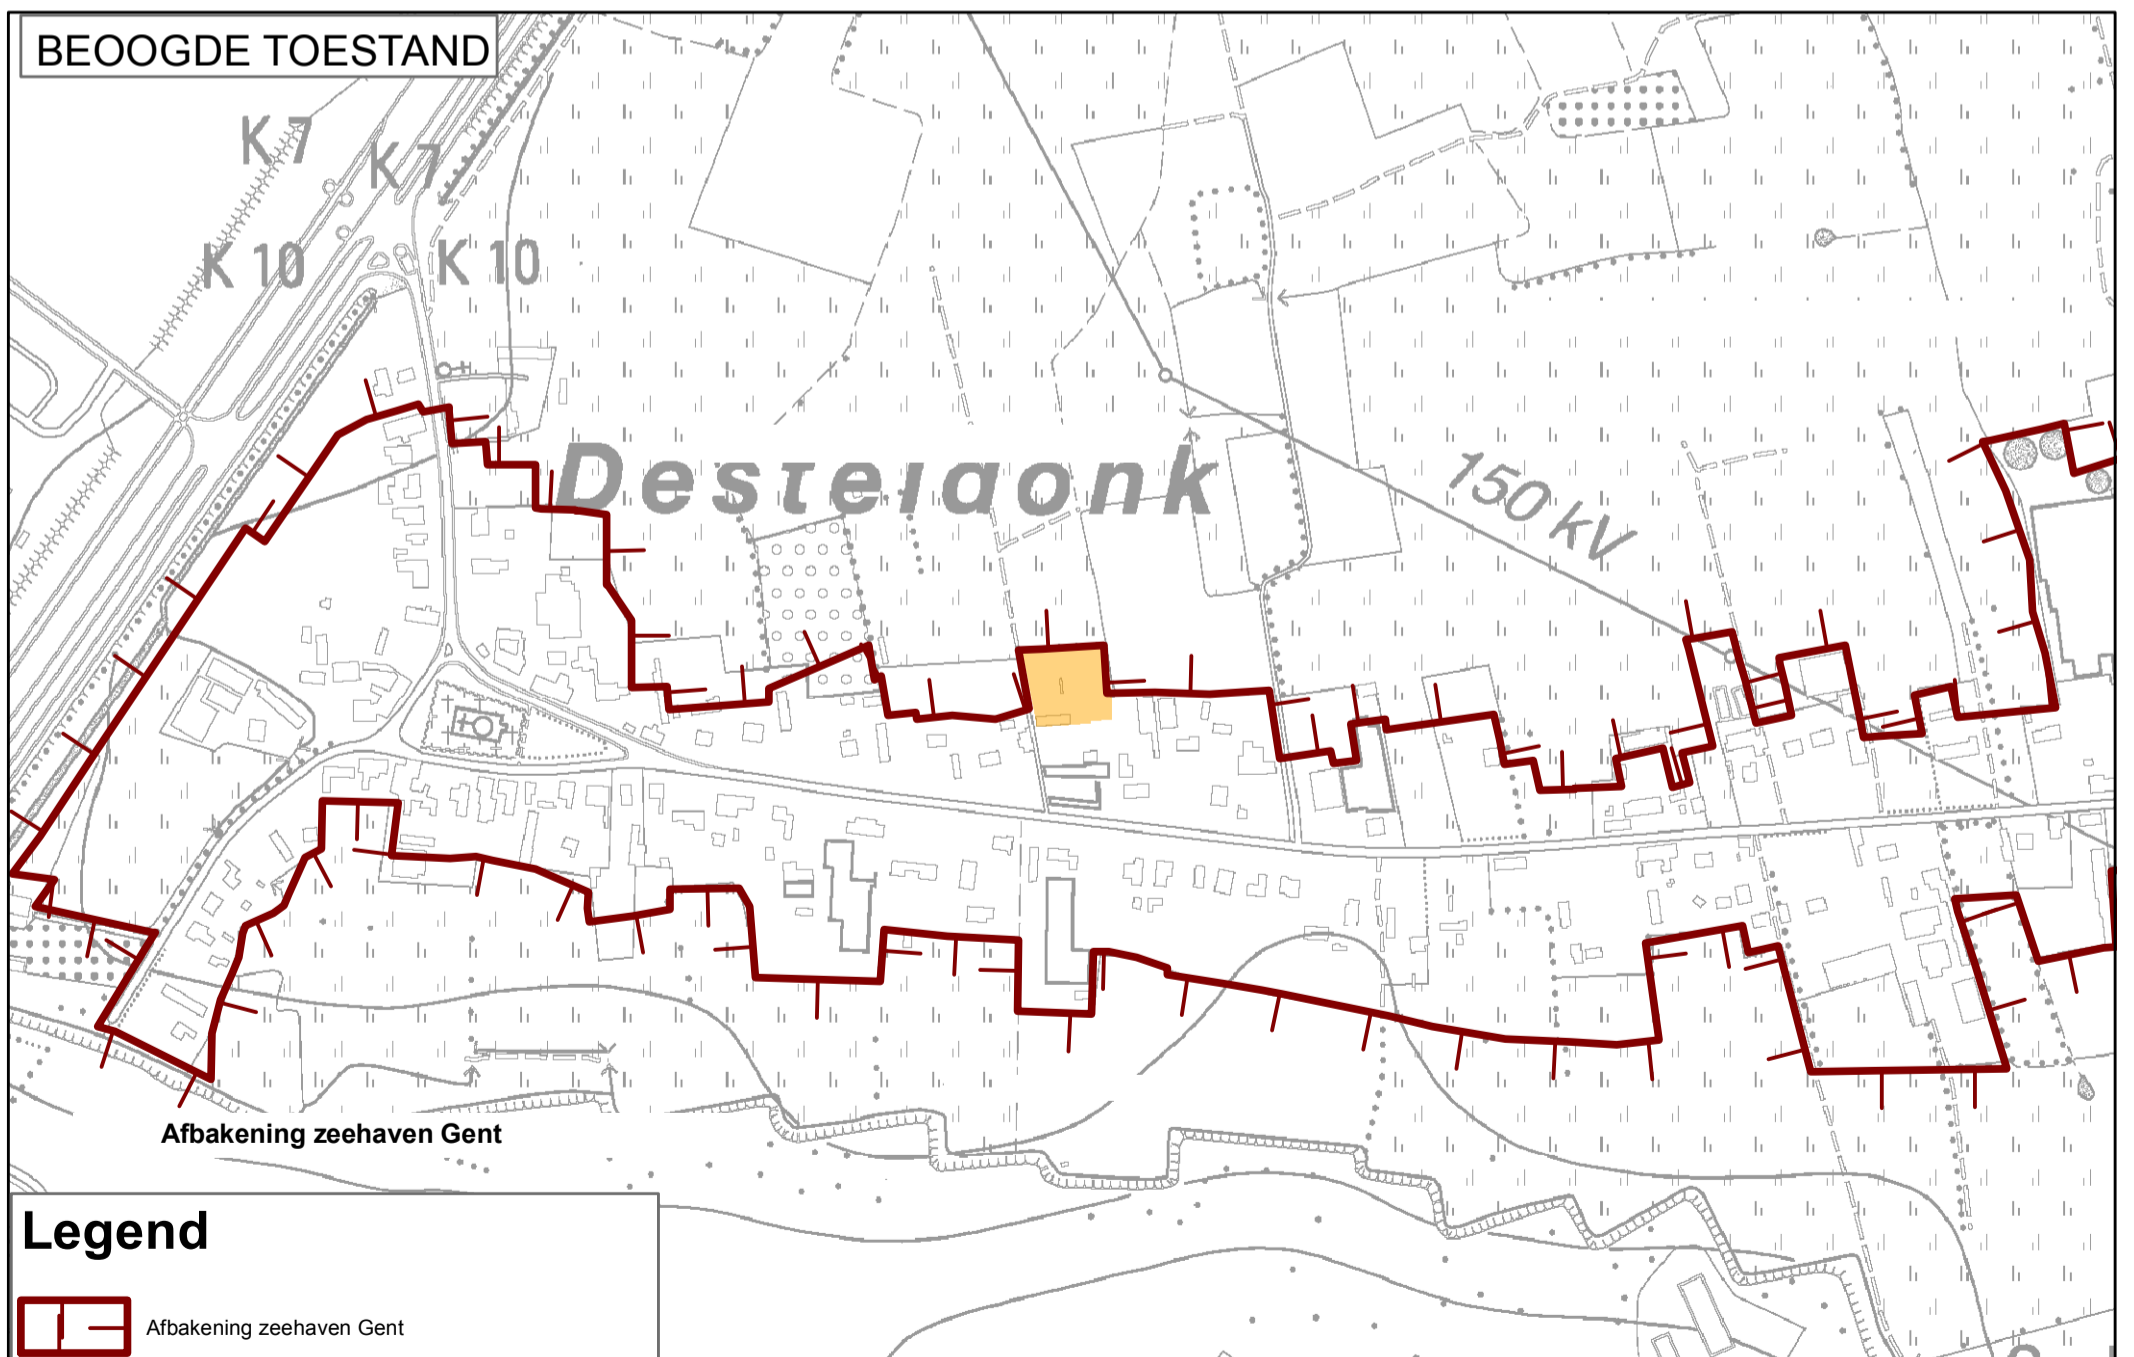 BEOOGDE TOESTAND
K 7
K 7
K 10
K 10
Desteldonk
150 kV
Afbakening zeehaven Gent
Legend
Afbakening zeehaven Gent